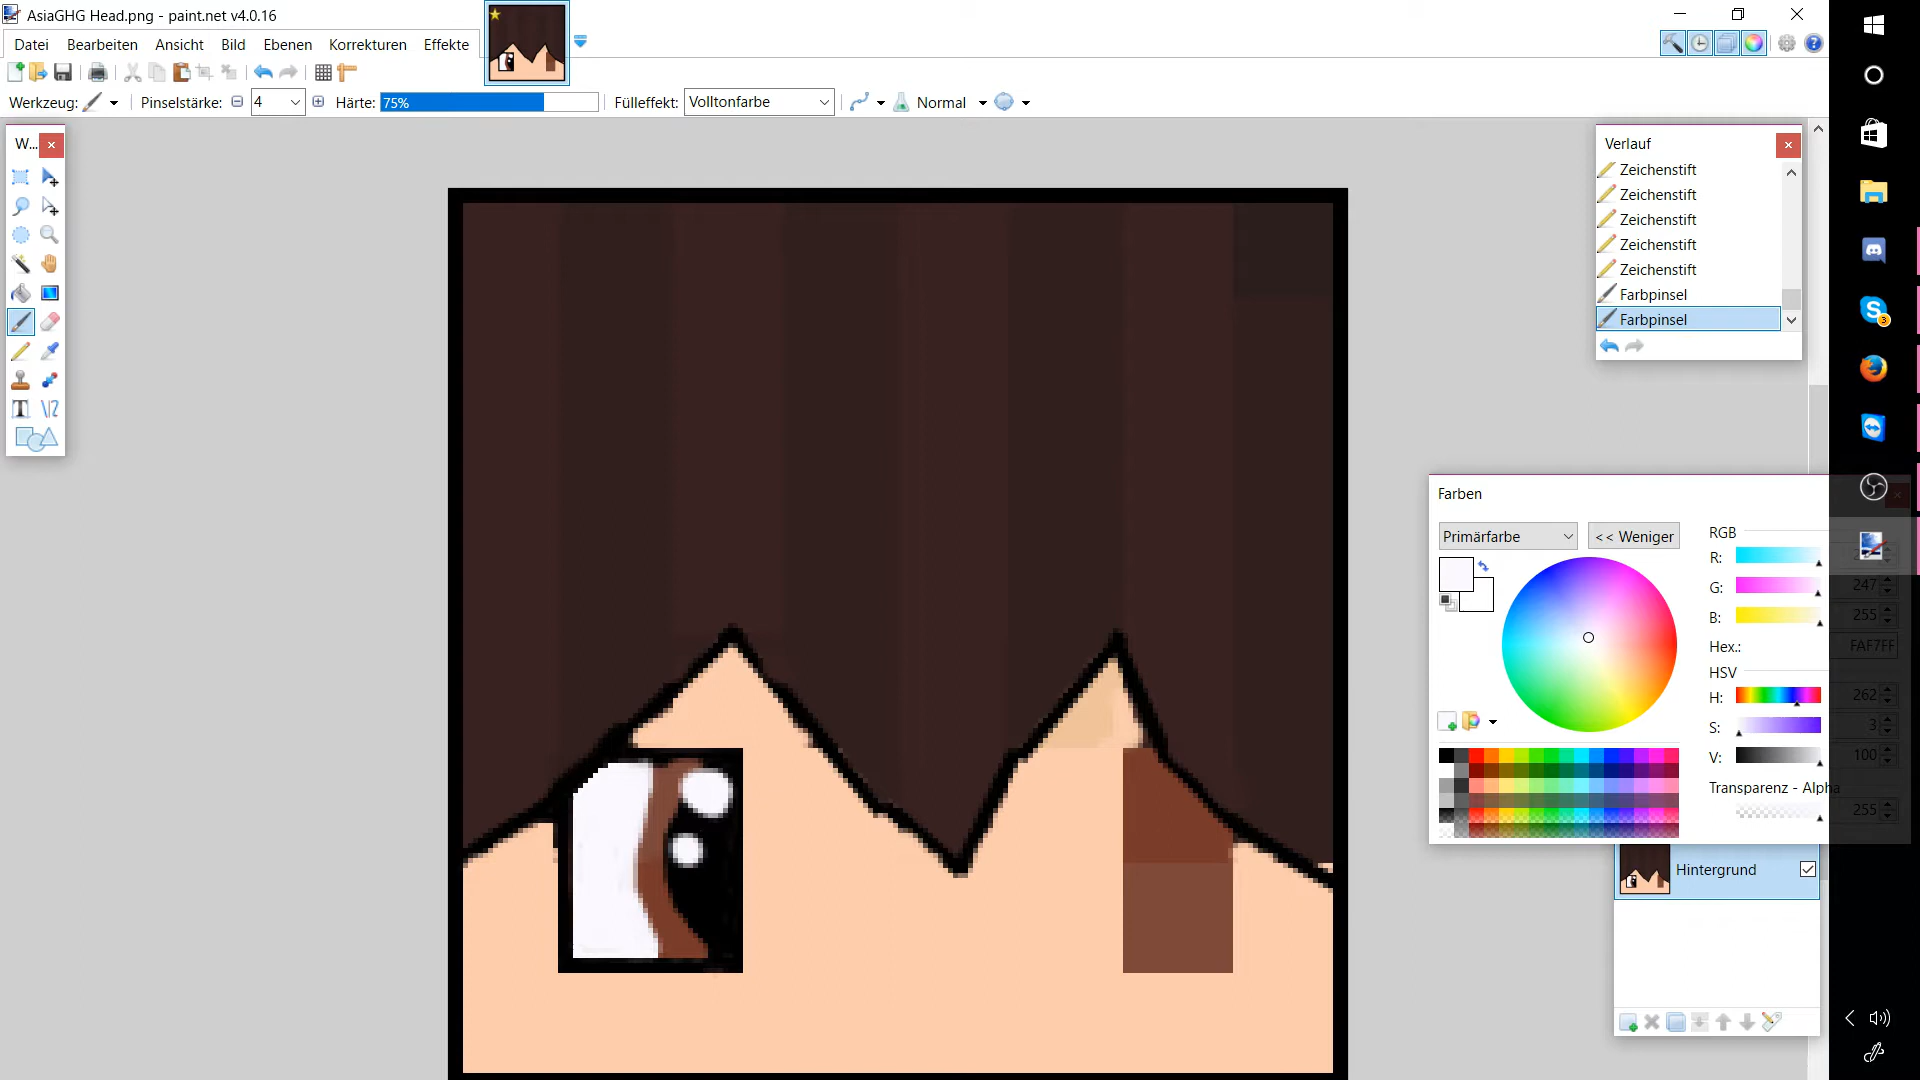 AsiaGHG Head.png - paint.net v4.0.16
Datei Bearbeiten Ansicht Bild Ebenen Korrekturen Effekte
Werkzeug: Pinselstärke: 4 Härte: 75% Fülleffekt: Volltonfarbe Normal
W...
Verlauf
Zeichenstift
Zeichenstift
Zeichenstift
Zeichenstift
Zeichenstift
Farbpinsel
Farbpinsel
Farben
Primärfarbe << Weniger
RGB
R:
G: 247
B: 255
Hex.: FAF7FF
HSV
H: 262
S: 3
V: 100
Transparenz - Alpha
255
Hintergrund
3